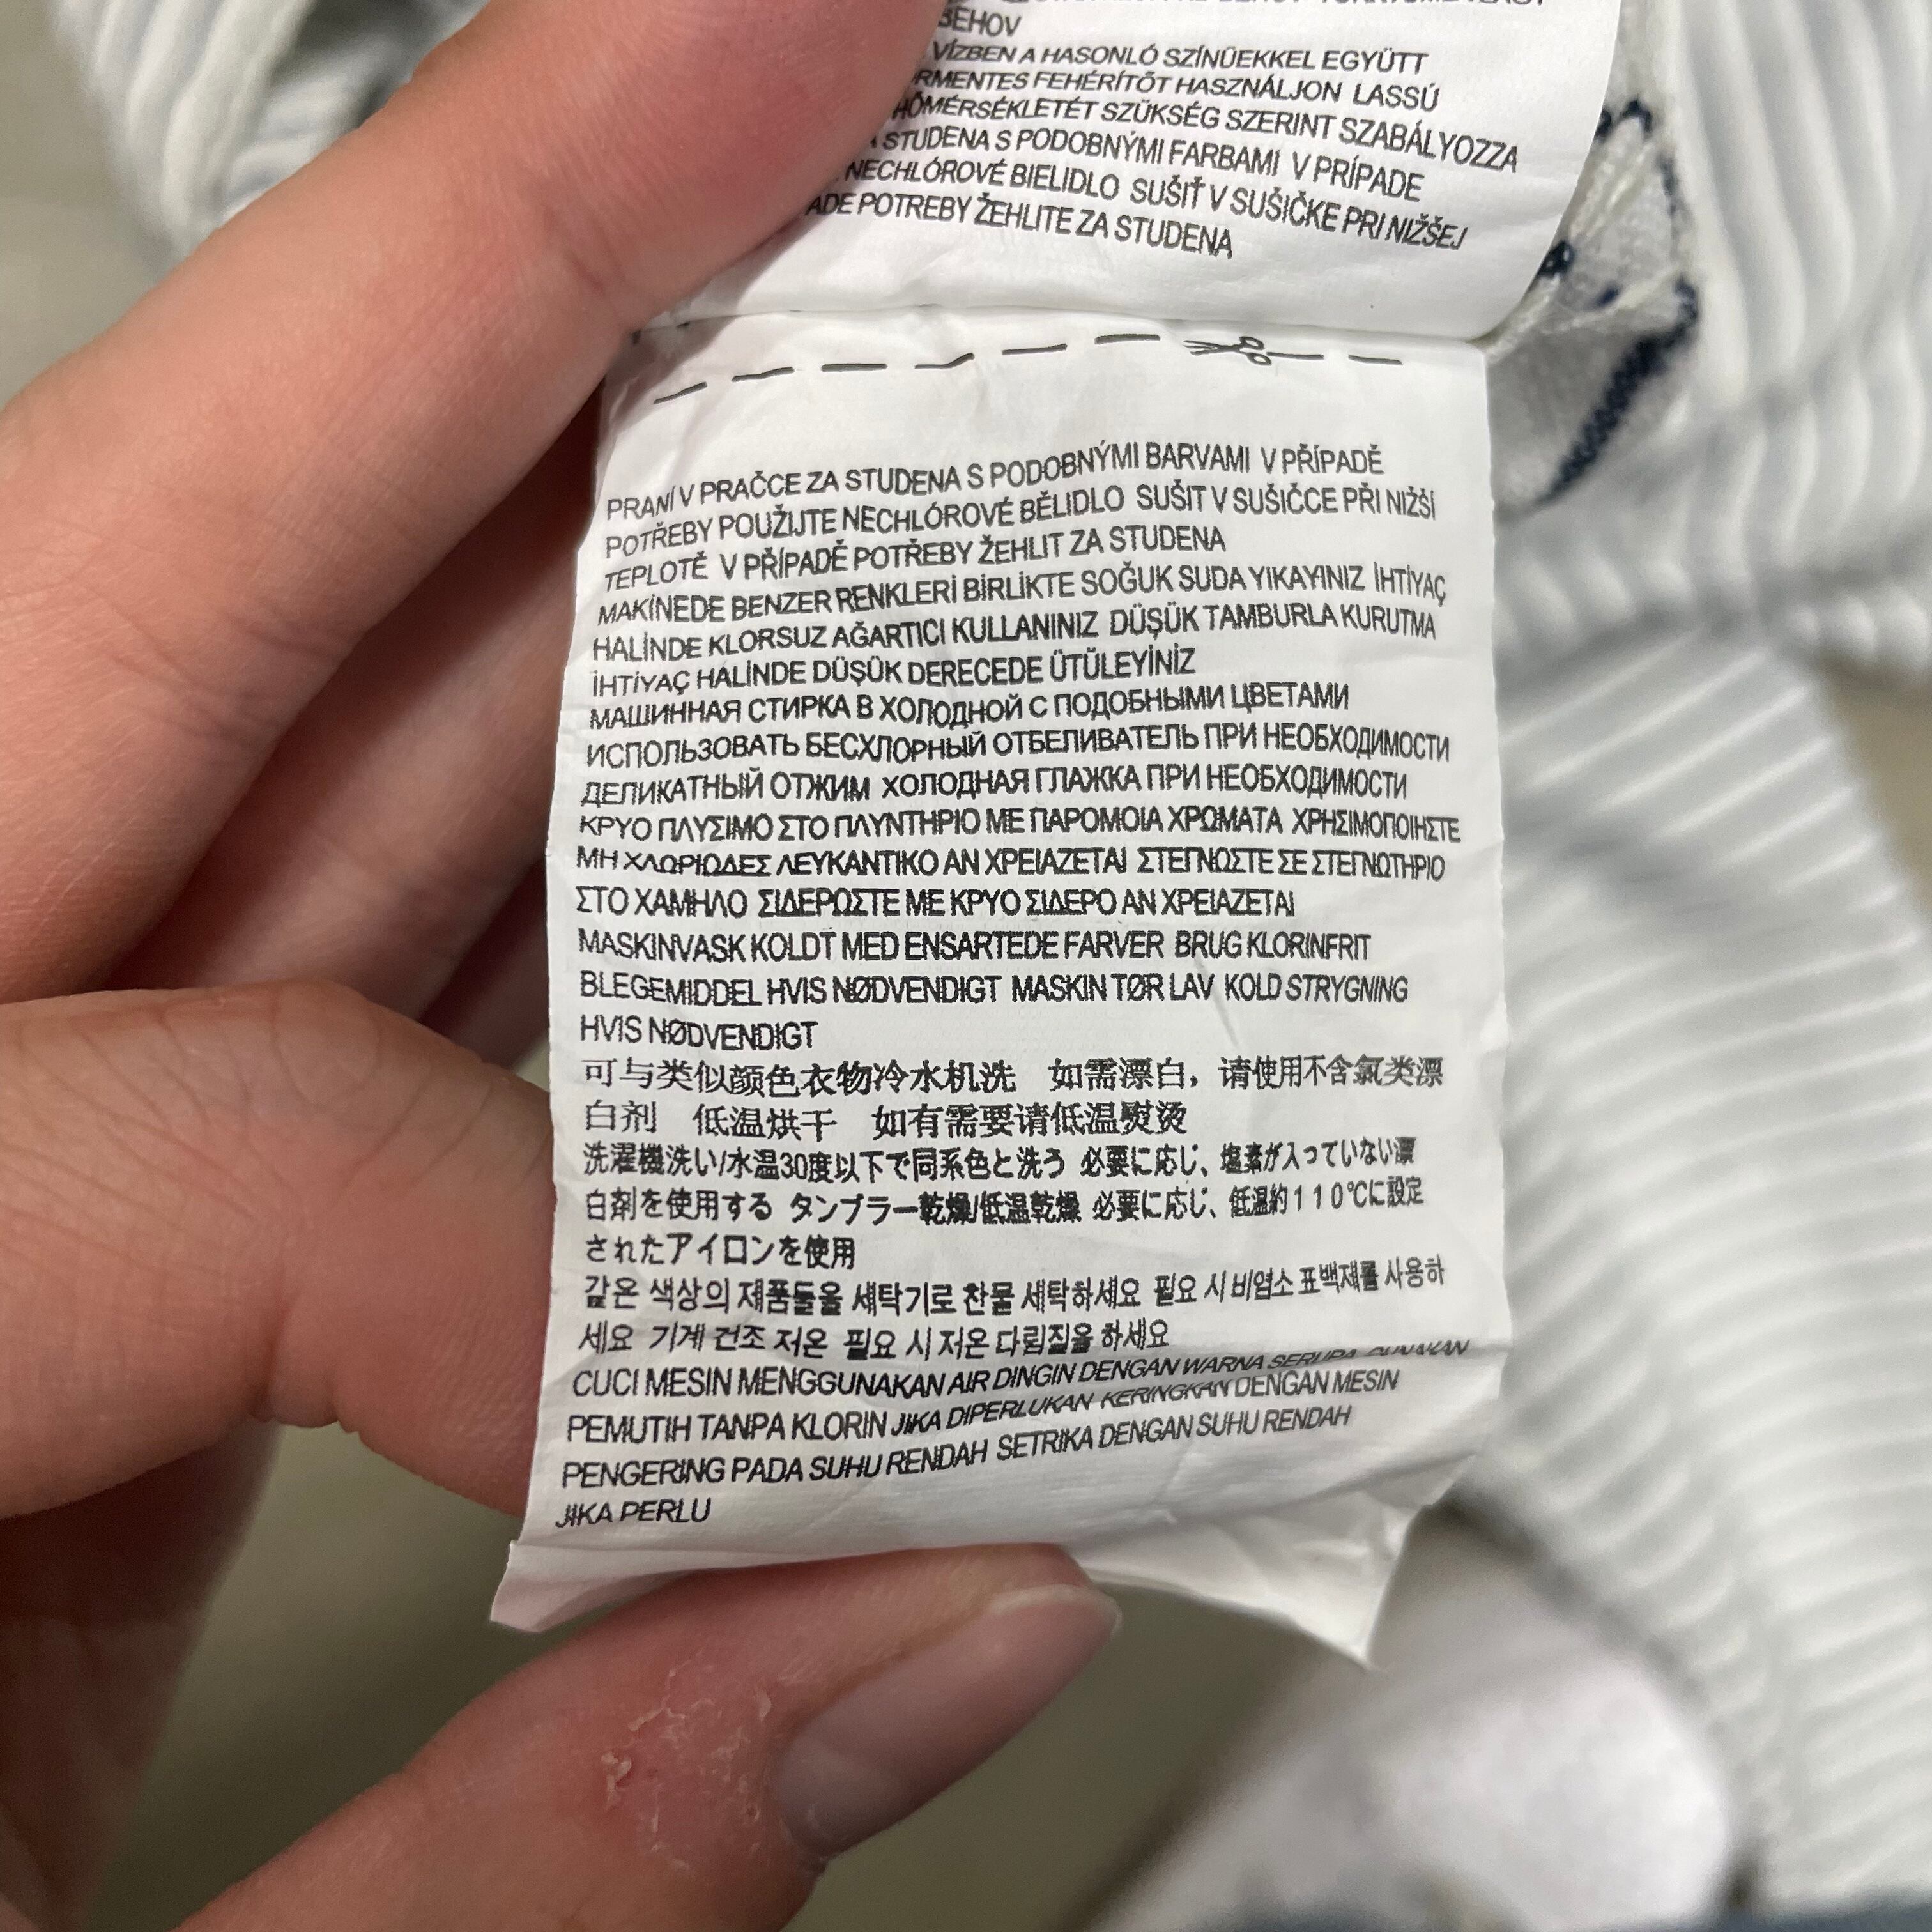 BEHOV
VÍZBEN A HASONLÓ SZÍNŰEKKEL EGYÜTT
RMENTES FEHÉRÍTŐT HASZNÁLJON LASSÚ
HŐMÉRSÉKLETÉT SZÜKSÉG SZERINT SZABÁLYOZZA
STUDENA S PODOBNÝMI FARBAMI V PRÍPADE
NECHLÓROVÉ BIELIDLO SUŠIŤ V SUŠIČKE PRI NIŽŠEJ
ADE POTREBY ŽEHLITE ZA STUDENA
PRANÍ V PRAČCE ZA STUDENA S PODOBNÝMI BARVAMI V PŘÍPADĚ
POTŘEBY POUŽIJTE NECHLÓROVÉ BĚLIDLO SUŠIT V SUŠIČCE PŘI NIŽŠÍ
TEPLOTĚ V PŘÍPADĚ POTŘEBY ŽEHLIT ZA STUDENA
MAKİNEDE BENZER RENKLERİ BİRLİKTE SOĞUK SUDA YIKAYINIZ İHTİYAÇ
HALİNDE KLORSUZ AĞARTICI KULLANINIZ DÜŞÜK TAMBURLA KURUTMA
İHTİYAÇ HALİNDE DÜŞÜK DERECEDE ÜTÜLEYİNİZ
МАШИННАЯ СТИРКА В ХОЛОДНОЙ С ПОДОБНЫМИ ЦВЕТАМИ
ИСПОЛЬЗОВАТЬ БЕСХЛОРНЫЙ ОТБЕЛИВАТЕЛЬ ПРИ НЕОБХОДИМОСТИ
ДЕЛИКАТНЫЙ ОТЖИМ ХОЛОДНАЯ ГЛАЖКА ПРИ НЕОБХОДИМОСТИ
ΚΡΥΟ ΠΛΥΣΙΜΟ ΣΤΟ ΠΛΥΝΤΗΡΙΟ ΜΕ ΠΑΡΟΜΟΙΑ ΧΡΩΜΑΤΑ ΧΡΗΣΙΜΟΠΟΙΗΣΤΕ
ΜΗ ΧΛΩΡΙΩΔΕΣ ΛΕΥΚΑΝΤΙΚΟ ΑΝ ΧΡΕΙΑΖΕΤΑΙ ΣΤΕΓΝΩΣΤΕ ΣΕ ΣΤΕΓΝΩΤΗΡΙΟ
ΣΤΟ ΧΑΜΗΛΟ ΣΙΔΕΡΩΣΤΕ ΜΕ ΚΡΥΟ ΣΙΔΕΡΟ ΑΝ ΧΡΕΙΑΖΕΤΑΙ
MASKINVASK KOLDT MED ENSARTEDE FARVER BRUG KLORINFRIT
BLEGEMIDDEL HVIS NØDVENDIGT MASKIN TØR LAV KOLD STRYGNING
HVIS NØDVENDIGT
可与类似颜色衣物冷水机洗 如需漂白，请使用不含氯类漂
白剂 低温烘干 如有需要请低温熨烫
洗濯機洗い/水温30度以下で同系色と洗う 必要に応じ、塩素が入っていない漂
白剤を使用する タンブラー乾燥/低温乾燥 必要に応じ、低温約110℃に設定
されたアイロンを使用
같은 색상의 제품들을 세탁기로 찬물 세탁하세요 필요 시 비염소 표백제를 사용하
세요 기계 건조 저온 필요 시 저온 다림질을 하세요
CUCI MESIN MENGGUNAKAN AIR DINGIN DENGAN WARNA SERUPA GUNAKAN
PEMUTIH TANPA KLORIN JIKA DIPERLUKAN KERINGKAN DENGAN MESIN
PENGERING PADA SUHU RENDAH SETRIKA DENGAN SUHU RENDAH
JIKA PERLU